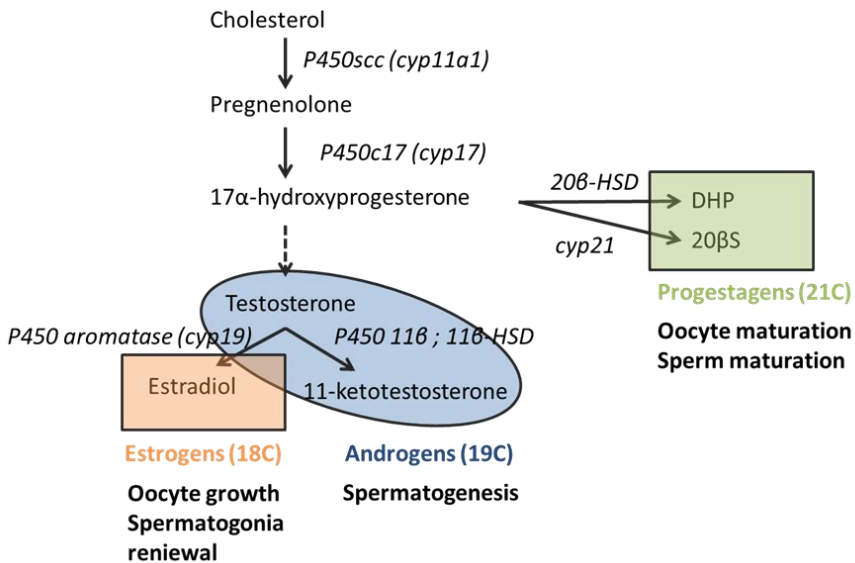 Cholesterol
P450scc (cyp11a1)
Pregnenolone
P450c17 (cyp17)
17α-hydroxyprogesterone
20β-HSD
DHP
cyp21
20βS
Progestagens (21C)
Oocyte maturation
Sperm maturation
Testosterone
P450 aromatase (cyp19)
P450 11β ; 11β-HSD
Estradiol
11-ketotestosterone
Estrogens (18C)
Androgens (19C)
Oocyte growth
Spermatogonia
reniewal
Spermatogenesis